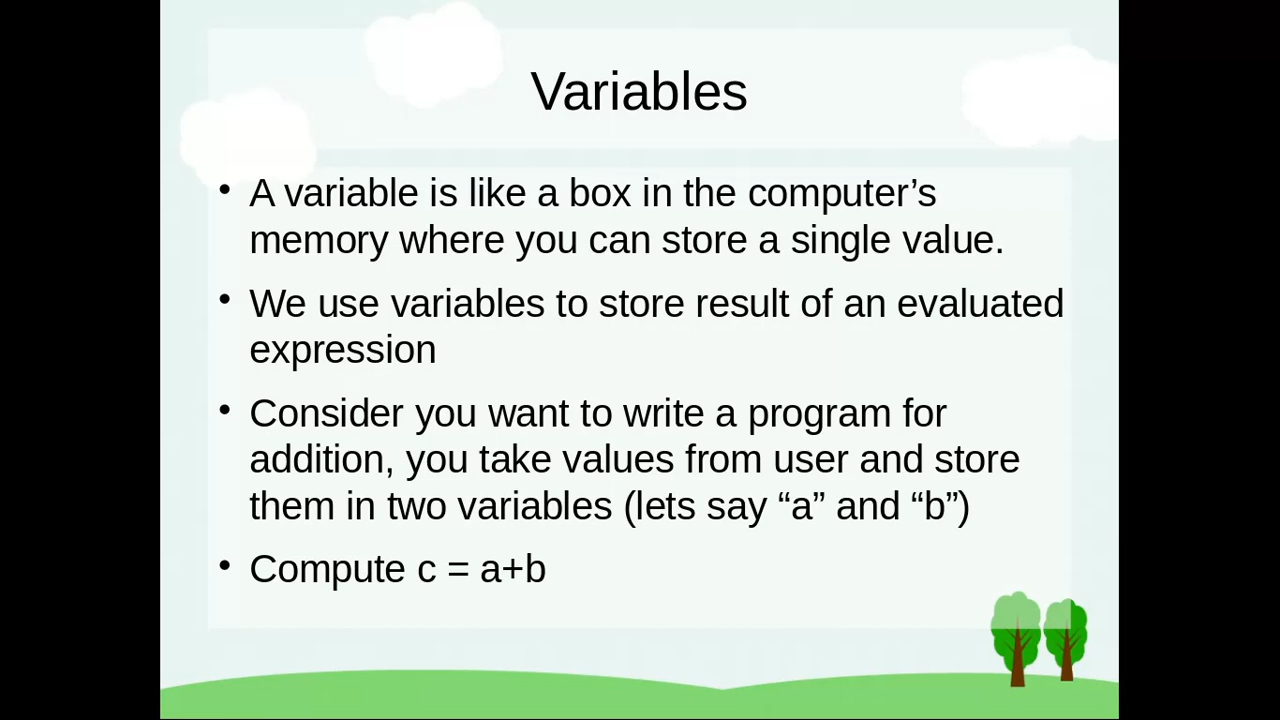 Variables
• A variable is like a box in the computer’s
memory where you can store a single value.
• We use variables to store result of an evaluated
expression
• Consider you want to write a program for
addition, you take values from user and store
them in two variables (lets say “a” and “b”)
• Compute c = a+b